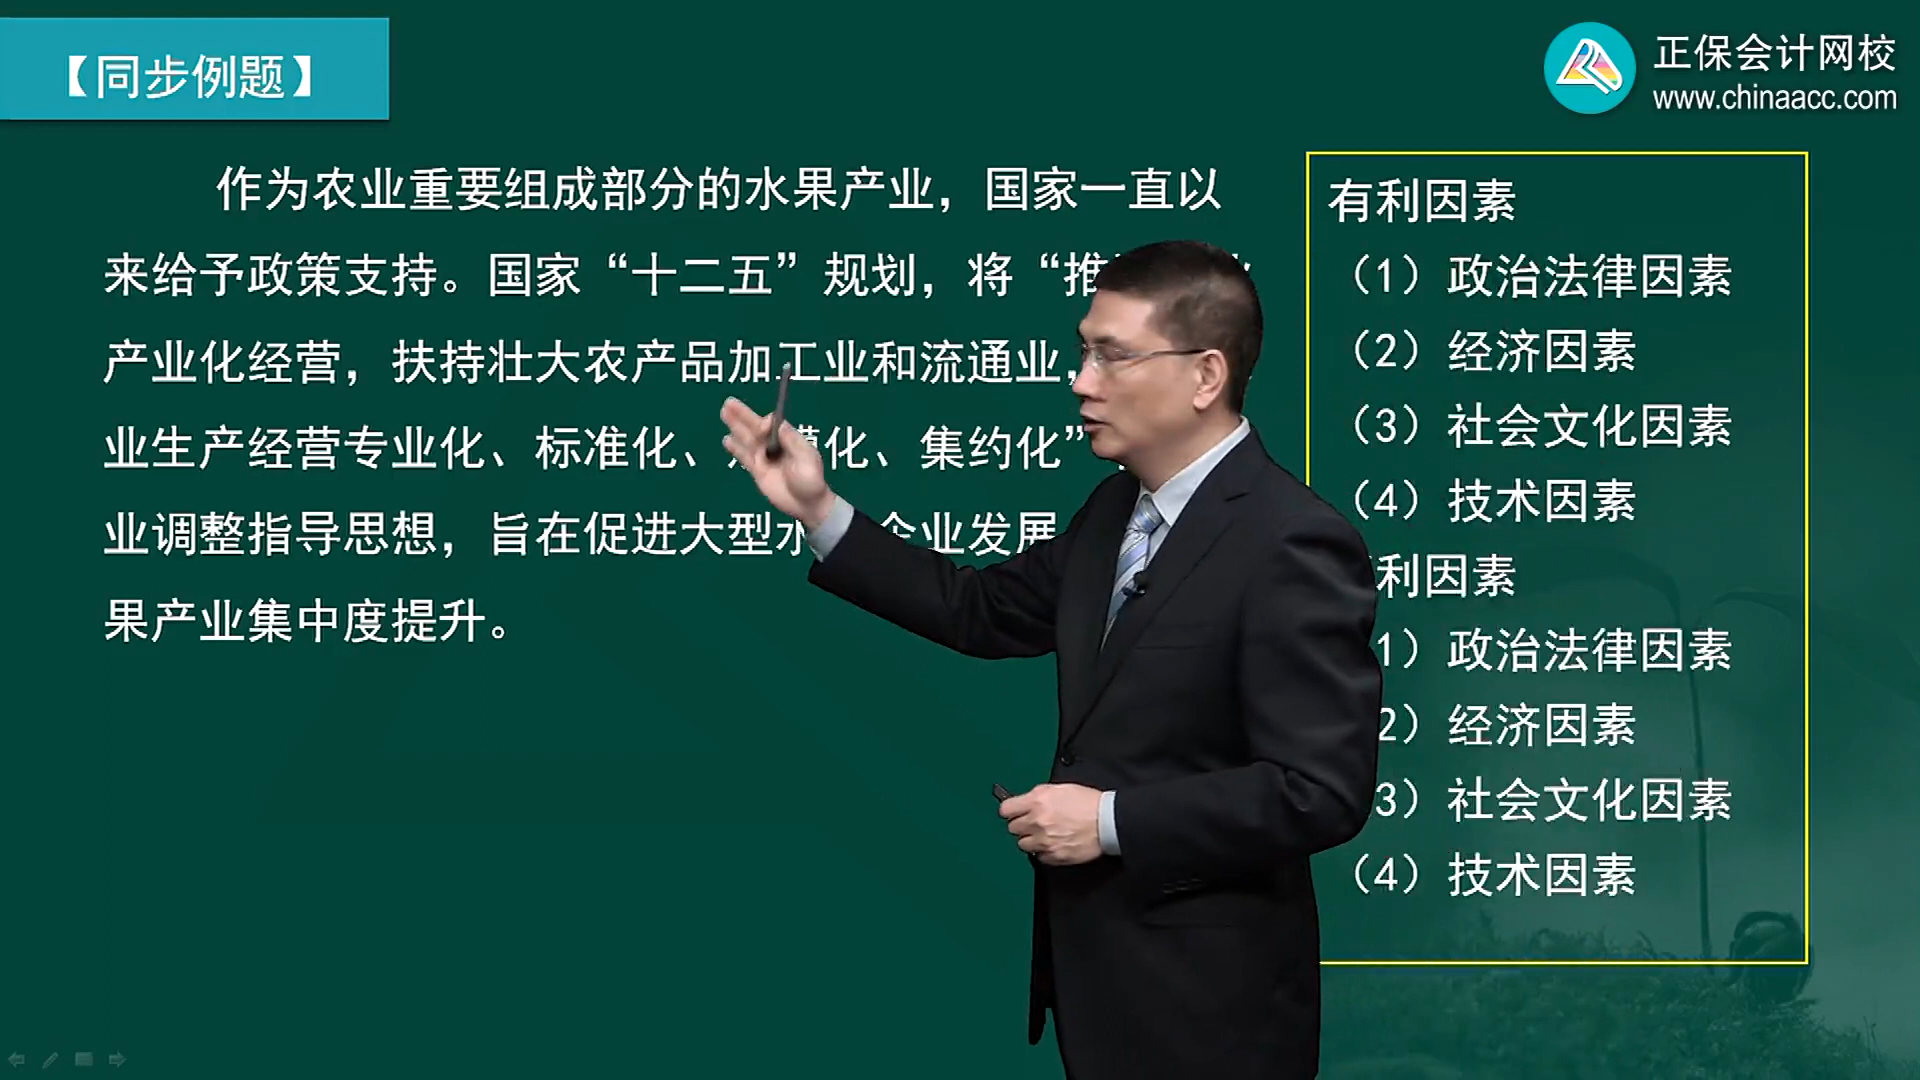 【同步例题】
正保会计网校
www.chinaacc.com
作为农业重要组成部分的水果产业，国家一直以
来给予政策支持。国家“十二五”规划，将“推
产业化经营，扶持壮大农产品加工业和流通业，
业生产经营专业化、标准化、化、集约化”
业调整指导思想，旨在促进大型水企业发展
果产业集中度提升。
有利因素
（1）政治法律因素
（2）经济因素
（3）社会文化因素
（4）技术因素
利因素
1）政治法律因素
2）经济因素
3）社会文化因素
（4）技术因素